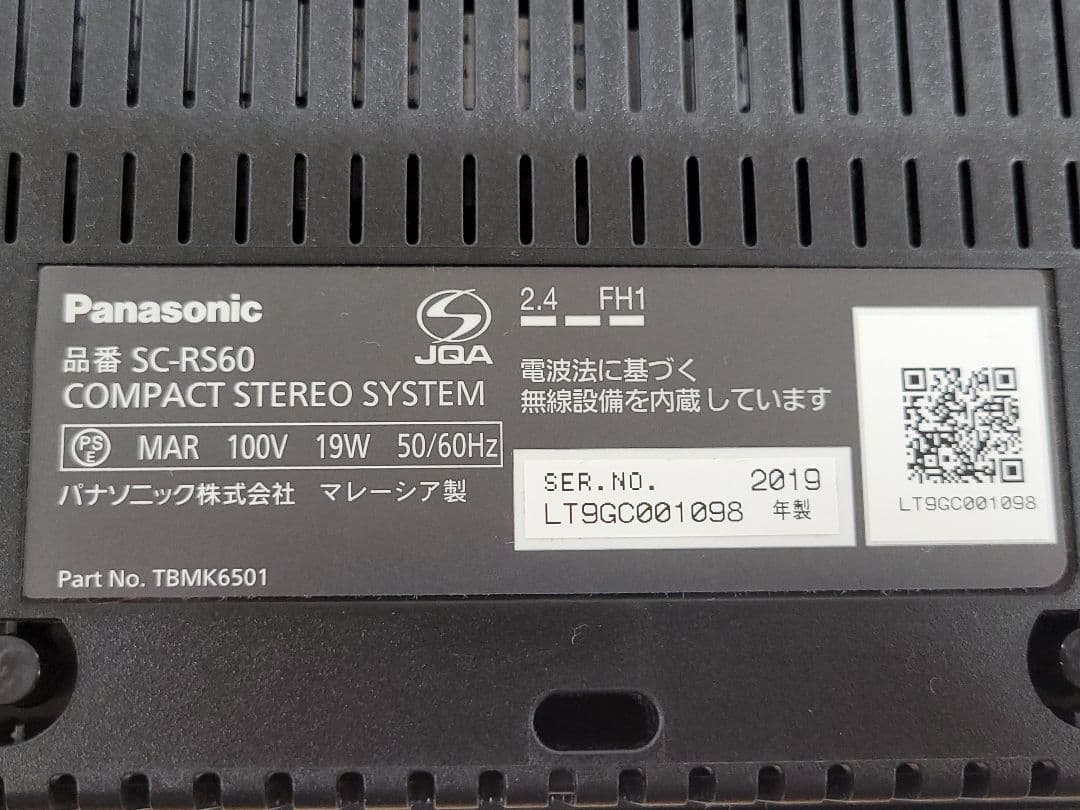 Panasonic
品番 SC-RS60
COMPACT STEREO SYSTEM
PSE MAR 100V 19W 50/60Hz
パナソニック株式会社 マレーシア製
Part No. TBMK6501
JQA
2.4 FH1
電波法に基づく
無線設備を内蔵しています
SER.NO. 2019
LT9GC001098 年製
LT9GC001098